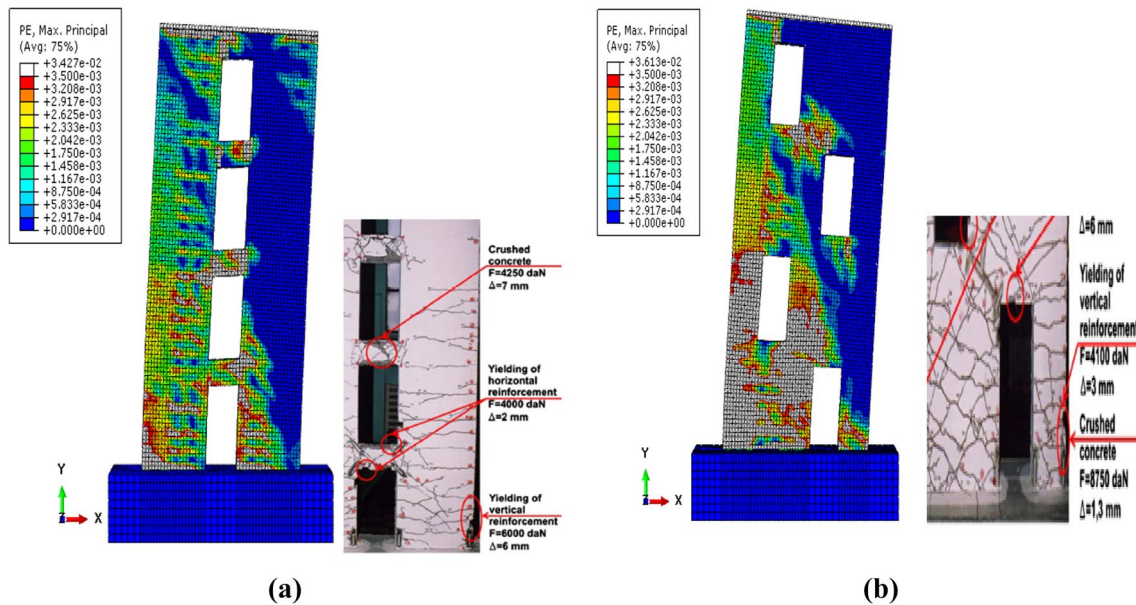 PE, Max. Principal
(Avg: 75%)
+3.427e-02
+3.500e-03
+3.208e-03
+2.917e-03
+2.625e-03
+2.333e-03
+2.042e-03
+1.750e-03
+1.458e-03
+1.167e-03
+8.750e-04
+5.833e-04
+2.917e-04
+0.000e+00
Y
X
Crushed
concrete
F=4250 daN
Δ=7 mm
Yielding of
horizontal
reinforcement
F=4000 daN
Δ=2 mm
Yielding of
vertical
reinforcement
F=6000 daN
Δ=6 mm
(a)
PE, Max. Principal
(Avg: 75%)
+3.613e-02
+3.500e-03
+3.208e-03
+2.917e-03
+2.625e-03
+2.333e-03
+2.042e-03
+1.750e-03
+1.458e-03
+1.167e-03
+8.750e-04
+5.833e-04
+2.917e-04
+0.000e+00
Y
X
Δ=6 mm
Yielding of
vertical
reinforcement
F=4100 daN
Δ=3 mm
Crushed
concrete
F=8750 daN
Δ=1,3 mm
(b)